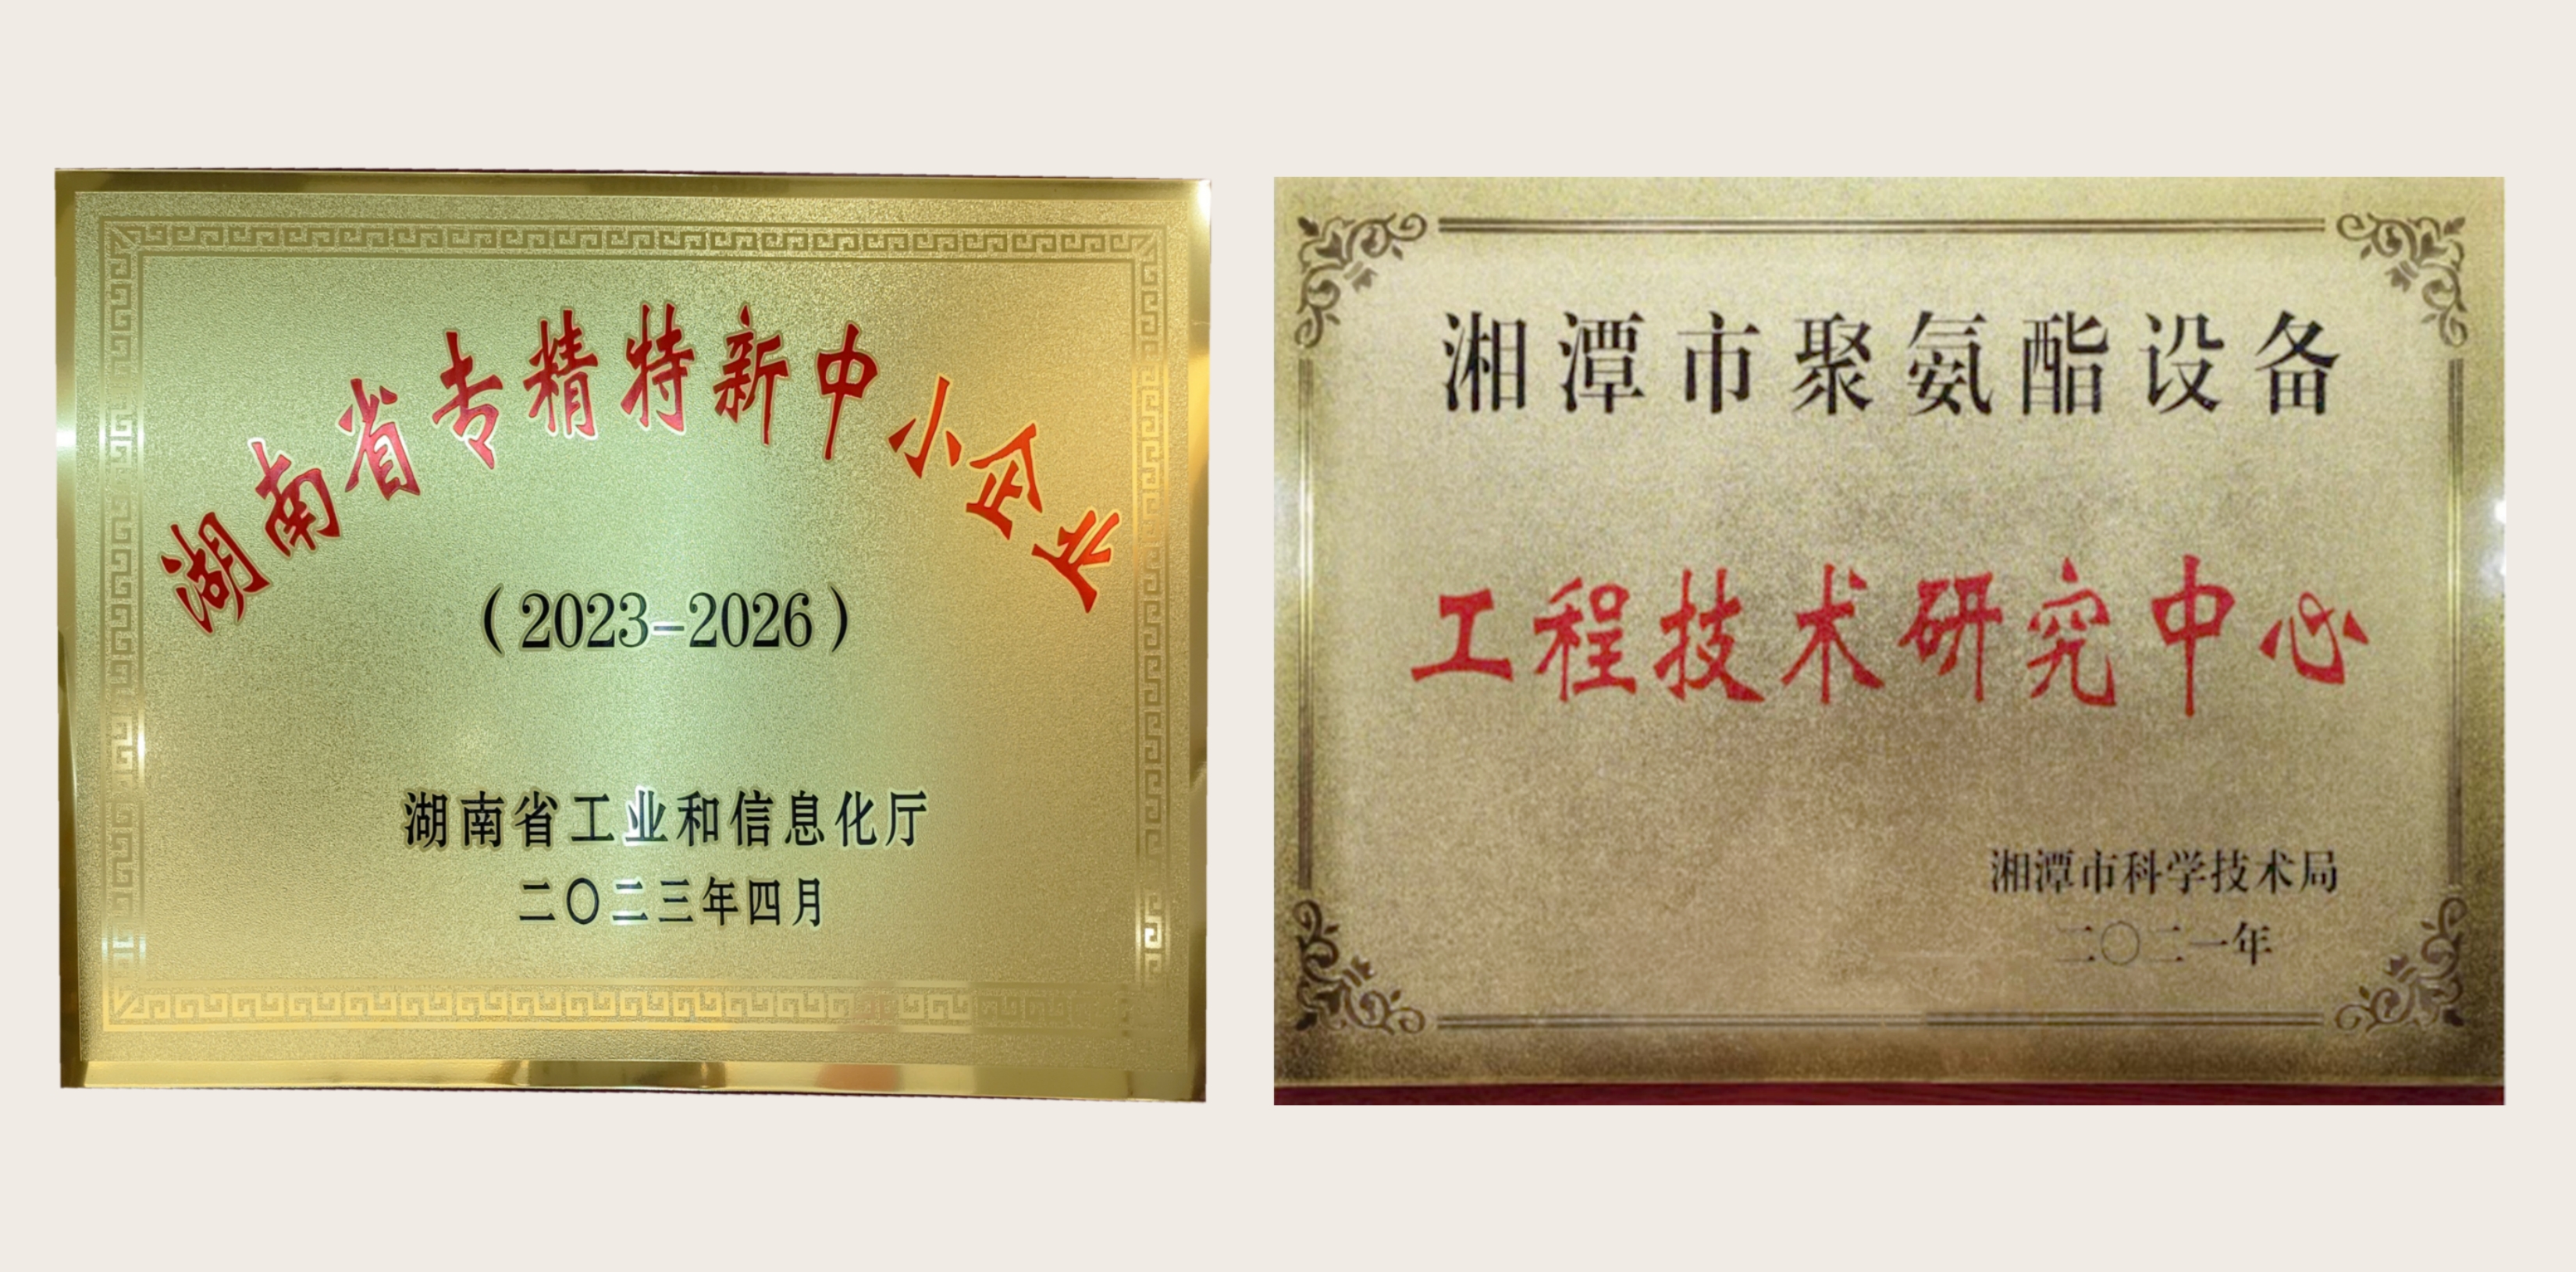 湖南省专精特新中小企业
（2023-2026）
湖南省工业和信息化厅
二〇二三年四月
湘潭市聚氨酯设备
工程技术研究中心
湘潭市科学技术局
二〇二一年